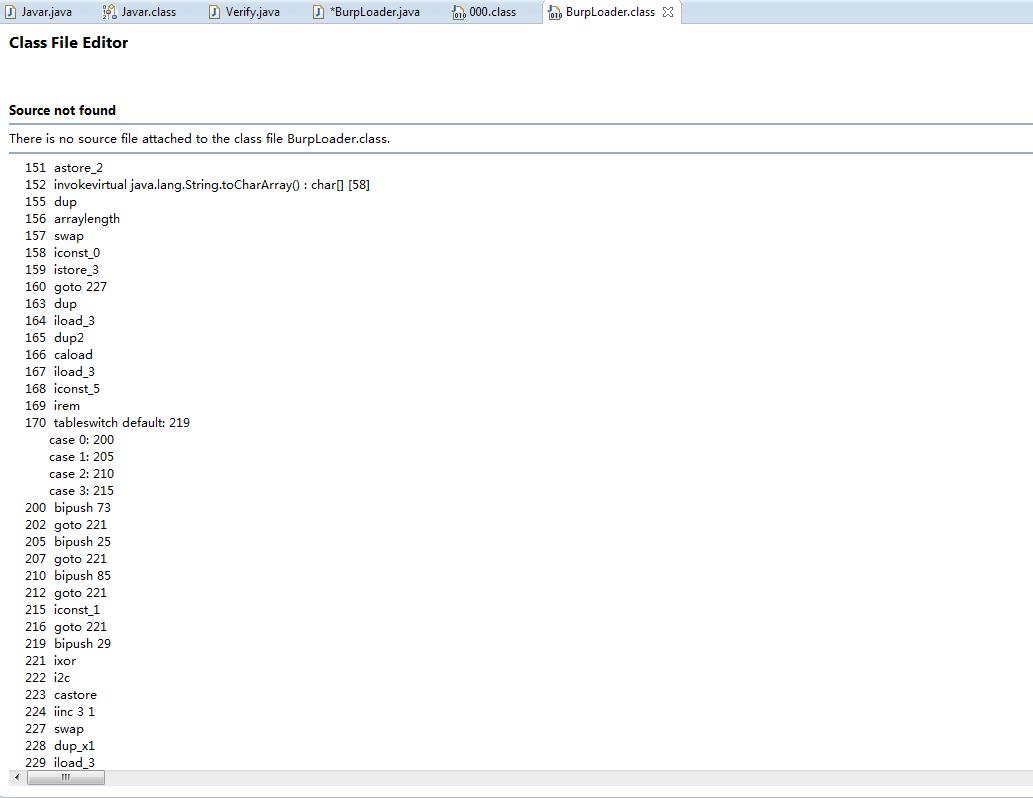 Javar.java Javar.class Verify.java *BurpLoader.java 000.class BurpLoader.class
Class File Editor
Source not found
There is no source file attached to the class file BurpLoader.class.
151 astore_2
152 invokevirtual java.lang.String.toCharArray() : char[] [58]
155 dup
156 arraylength
157 swap
158 iconst_0
159 istore_3
160 goto 227
163 dup
164 iload_3
165 dup2
166 caload
167 iload_3
168 iconst_5
169 irem
170 tableswitch default: 219
case 0: 200
case 1: 205
case 2: 210
case 3: 215
200 bipush 73
202 goto 221
205 bipush 25
207 goto 221
210 bipush 85
212 goto 221
215 iconst_1
216 goto 221
219 bipush 29
221 ixor
222 i2c
223 castore
224 iinc 3 1
227 swap
228 dup_x1
229 iload_3